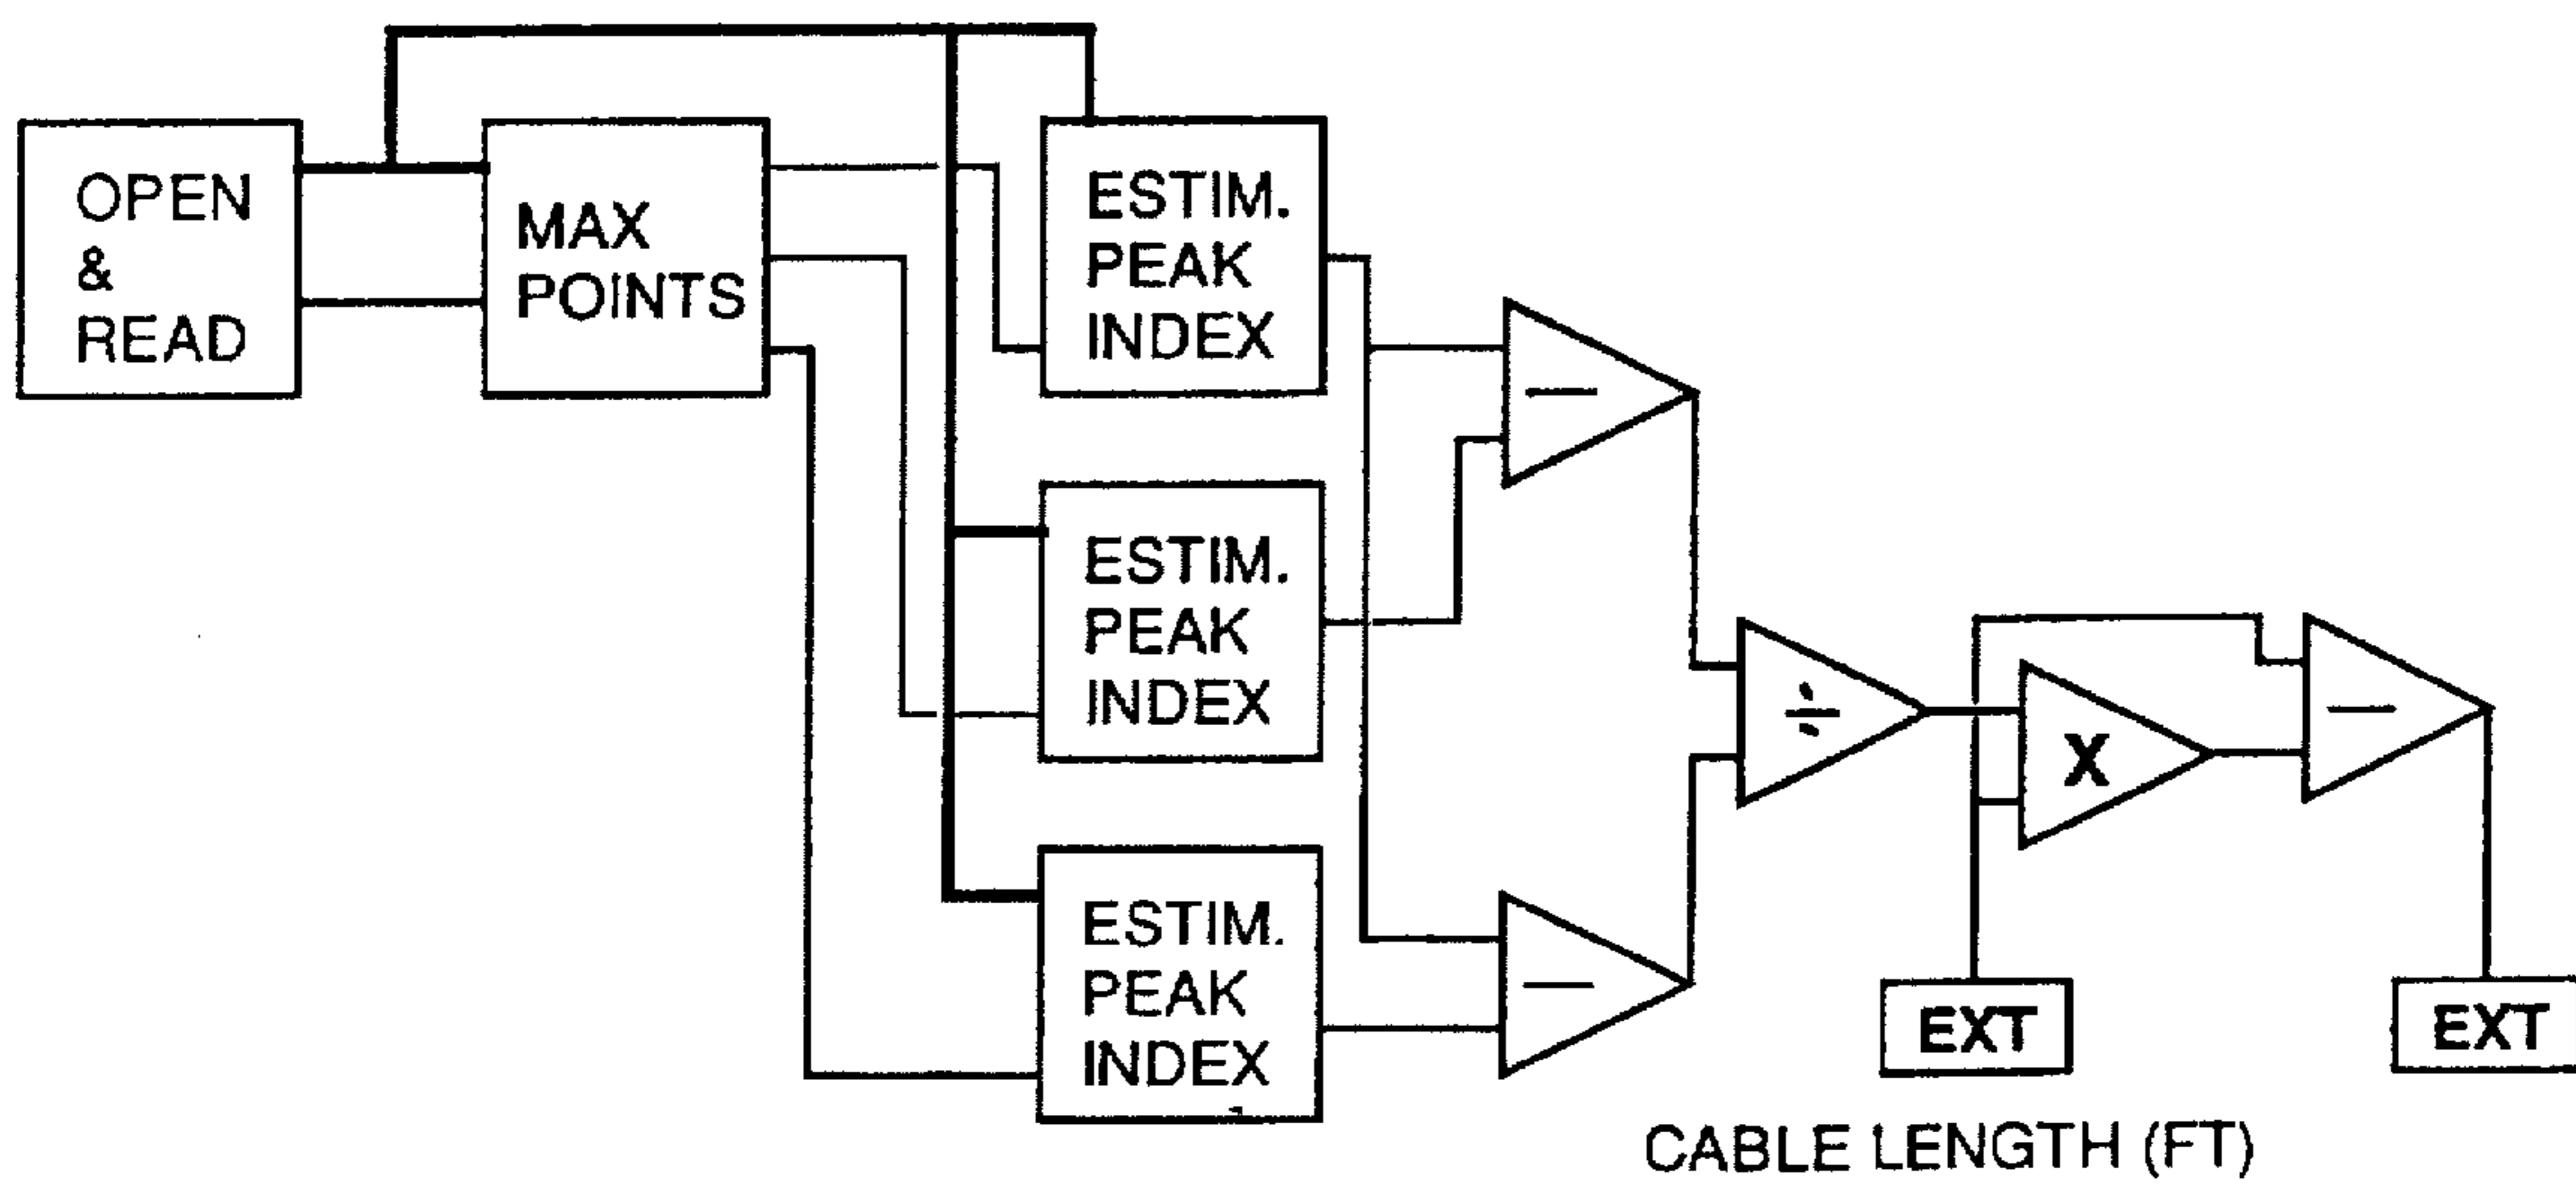 OPEN
&
READ
MAX
POINTS
ESTIM.
PEAK
INDEX
—
ESTIM.
PEAK
INDEX
÷
X
—
ESTIM.
PEAK
INDEX
—
EXT
EXT
CABLE LENGTH (FT)